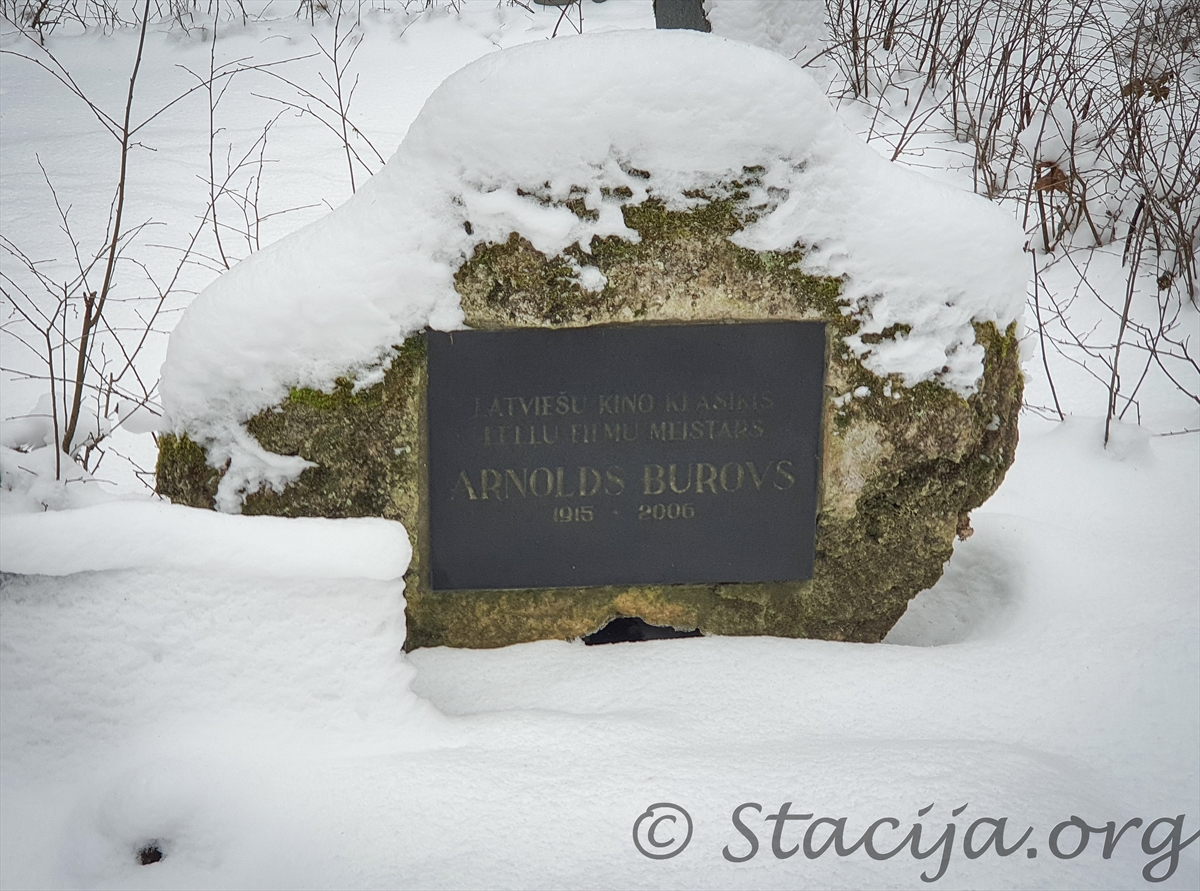 LATVIEŠU KINO KLASIĶIS
LEĻĻU FILMU MEISTARS
ARNOLDS BUROVS
1915 - 2006
© Stacija.org